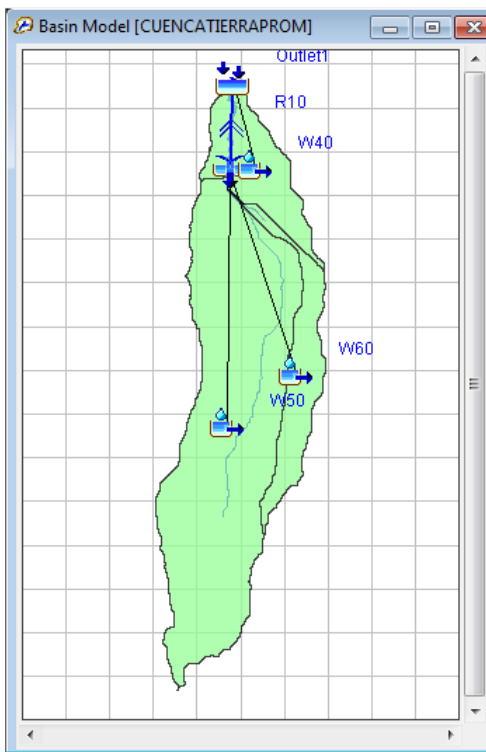 Basin Model [CUENCATIERRAPROM]
Outlet1
R10
W40
W60
W50